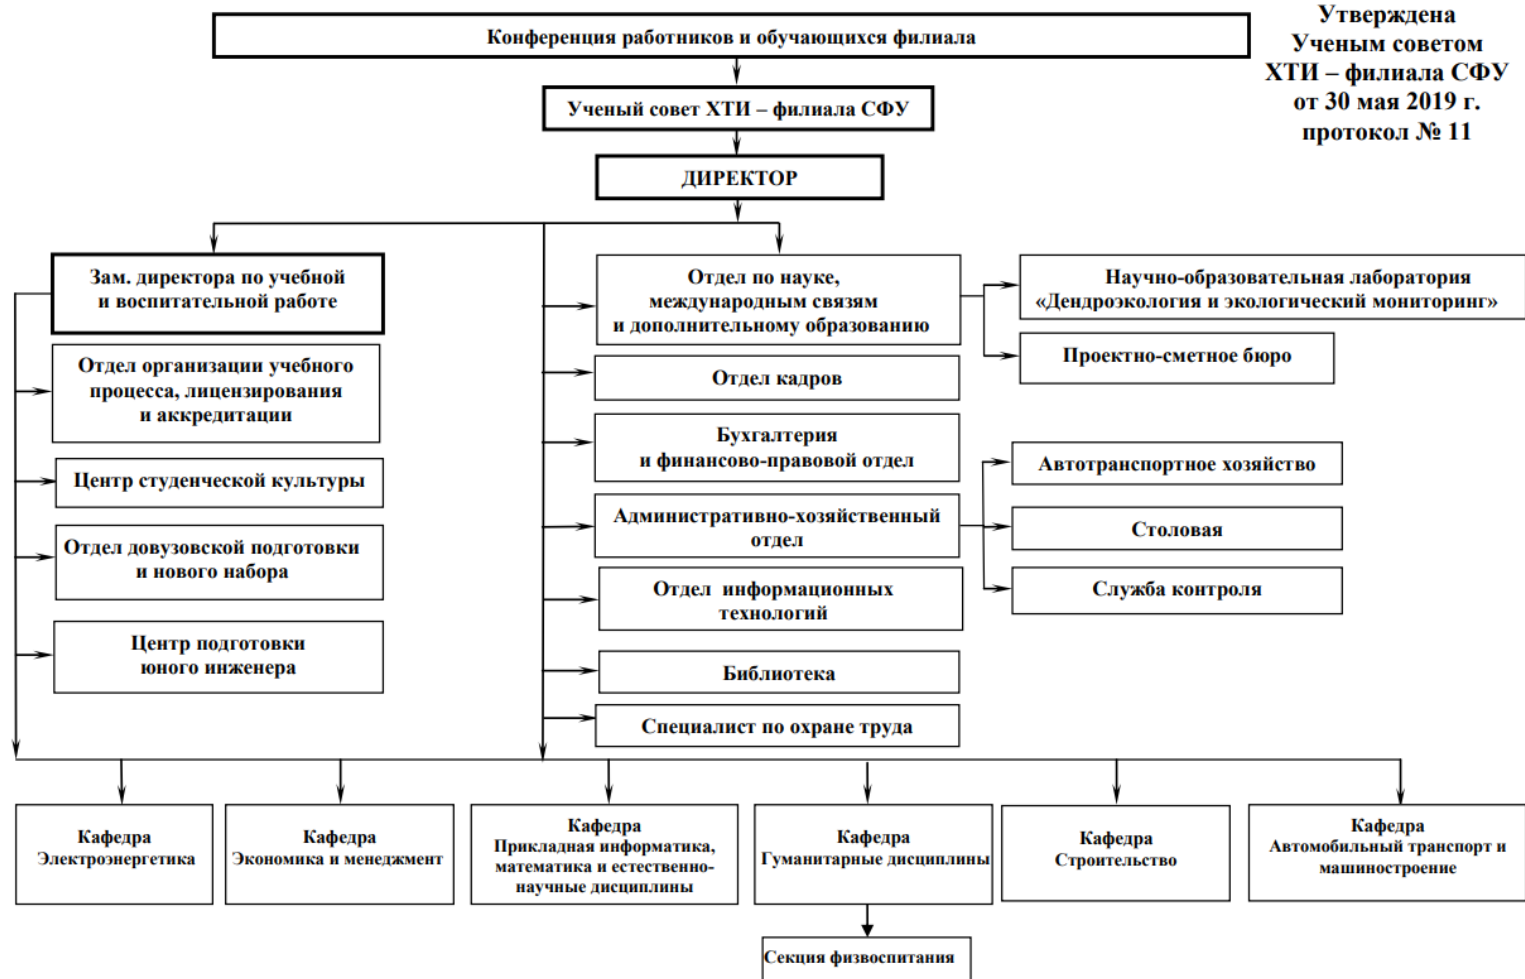 Утверждена
Ученым советом
ХТИ – филиала СФУ
от 30 мая 2019 г.
протокол № 11
Конференция работников и обучающихся филиала
Ученый совет ХТИ – филиала СФУ
ДИРЕКТОР
Зам. директора по учебной
и воспитательной работе
Отдел организации учебного
процесса, лицензирования
и аккредитации
Центр студенческой культуры
Отдел довузовской подготовки
и нового набора
Центр подготовки
юного инженера
Отдел по науке,
международным связям
и дополнительному образованию
Отдел кадров
Бухгалтерия
и финансово-правовой отдел
Административно-хозяйственный
отдел
Отдел информационных
технологий
Библиотека
Специалист по охране труда
Научно-образовательная лаборатория
«Дендроэкология и экологический мониторинг»
Проектно-сметное бюро
Автотранспортное хозяйство
Столовая
Служба контроля
Кафедра
Электроэнергетика
Кафедра
Экономика и менеджмент
Кафедра
Прикладная информатика,
математика и естественно-
научные дисциплины
Кафедра
Гуманитарные дисциплины
Кафедра
Строительство
Кафедра
Автомобильный транспорт и
машиностроение
Секция физвоспитания